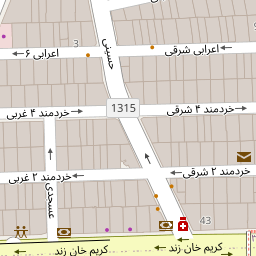 اعرابی ۶
3
حسینی
اعرابی شرقی
خردمند ۴ غربی
1315
خردمند ۴ شرقی
خردمند ۲ غربی
خردمند ۲ شرقی
عسجدی
43
کریم خان زند
کریم خان زند